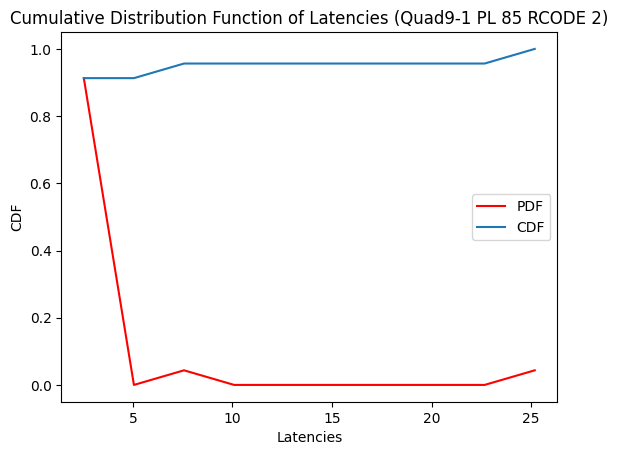 Cumulative Distribution Function of Latencies (Quad9-1 PL 85 RCODE 2)
1.0
0.8
0.6
0.4
0.2
0.0
CDF
PDF
CDF
5
10
15
20
25
Latencies